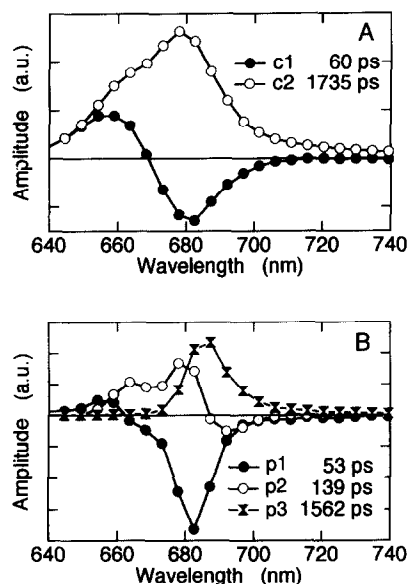 A
c1 60 ps
c2 1735 ps
Amplitude (a.u.)
640 660 680 700 720 740
Wavelength (nm)
B
Amplitude (a.u.)
p1 53 ps
p2 139 ps
p3 1562 ps
640 660 680 700 720 740
Wavelength (nm)